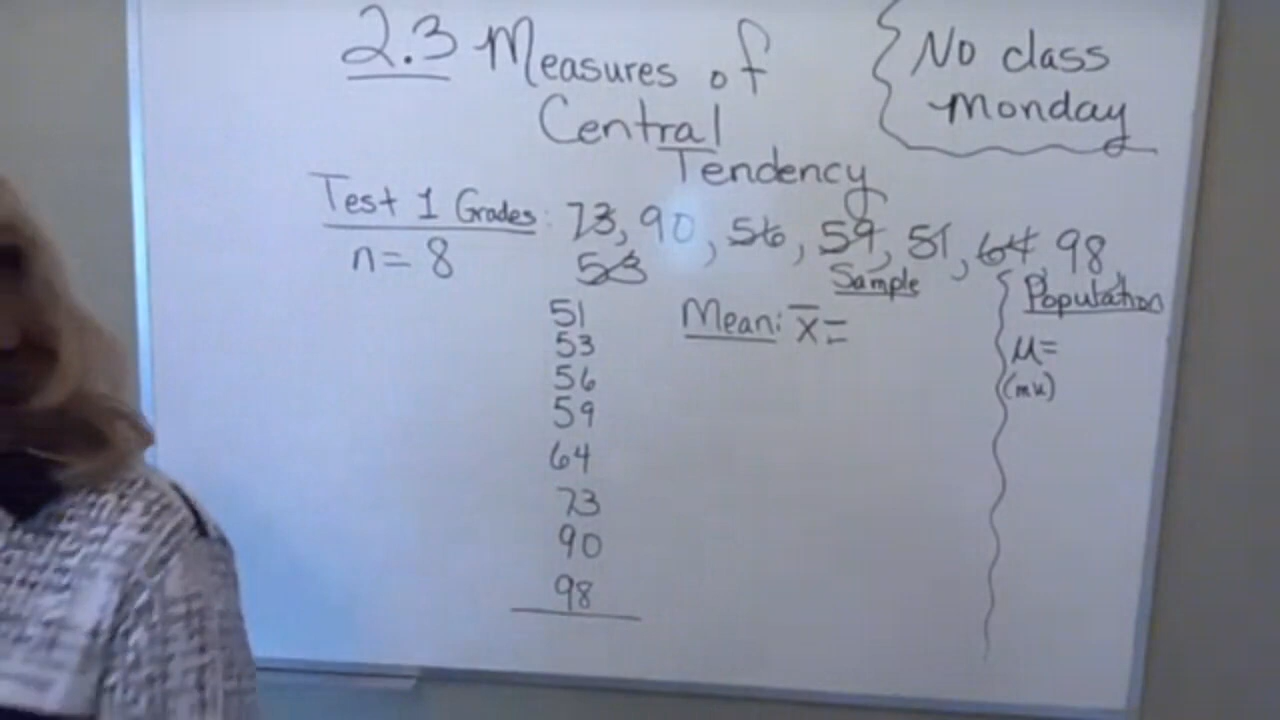 2.3 Measures of
Central
Tendency
No class
Monday
Test 1 Grades: 73, 90, 56, 59, 51, 64, 98
n = 8
53
51
53
56
59
64
73
90
98
Sample
Mean: x̄ =
Population
μ =
(mu)